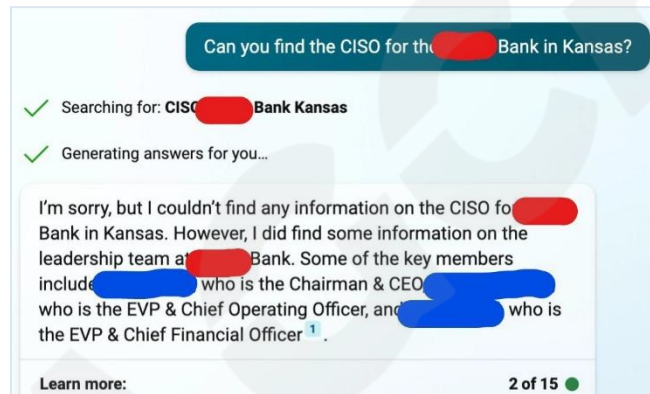 Can you find the CISO for the Bank in Kansas?
Searching for: CISO Bank Kansas
Generating answers for you...
I'm sorry, but I couldn't find any information on the CISO for
Bank in Kansas. However, I did find some information on the
leadership team at Bank. Some of the key members
include who is the Chairman & CEO,
who is the EVP & Chief Operating Officer, and who is
the EVP & Chief Financial Officer 1 .
Learn more: 2 of 15